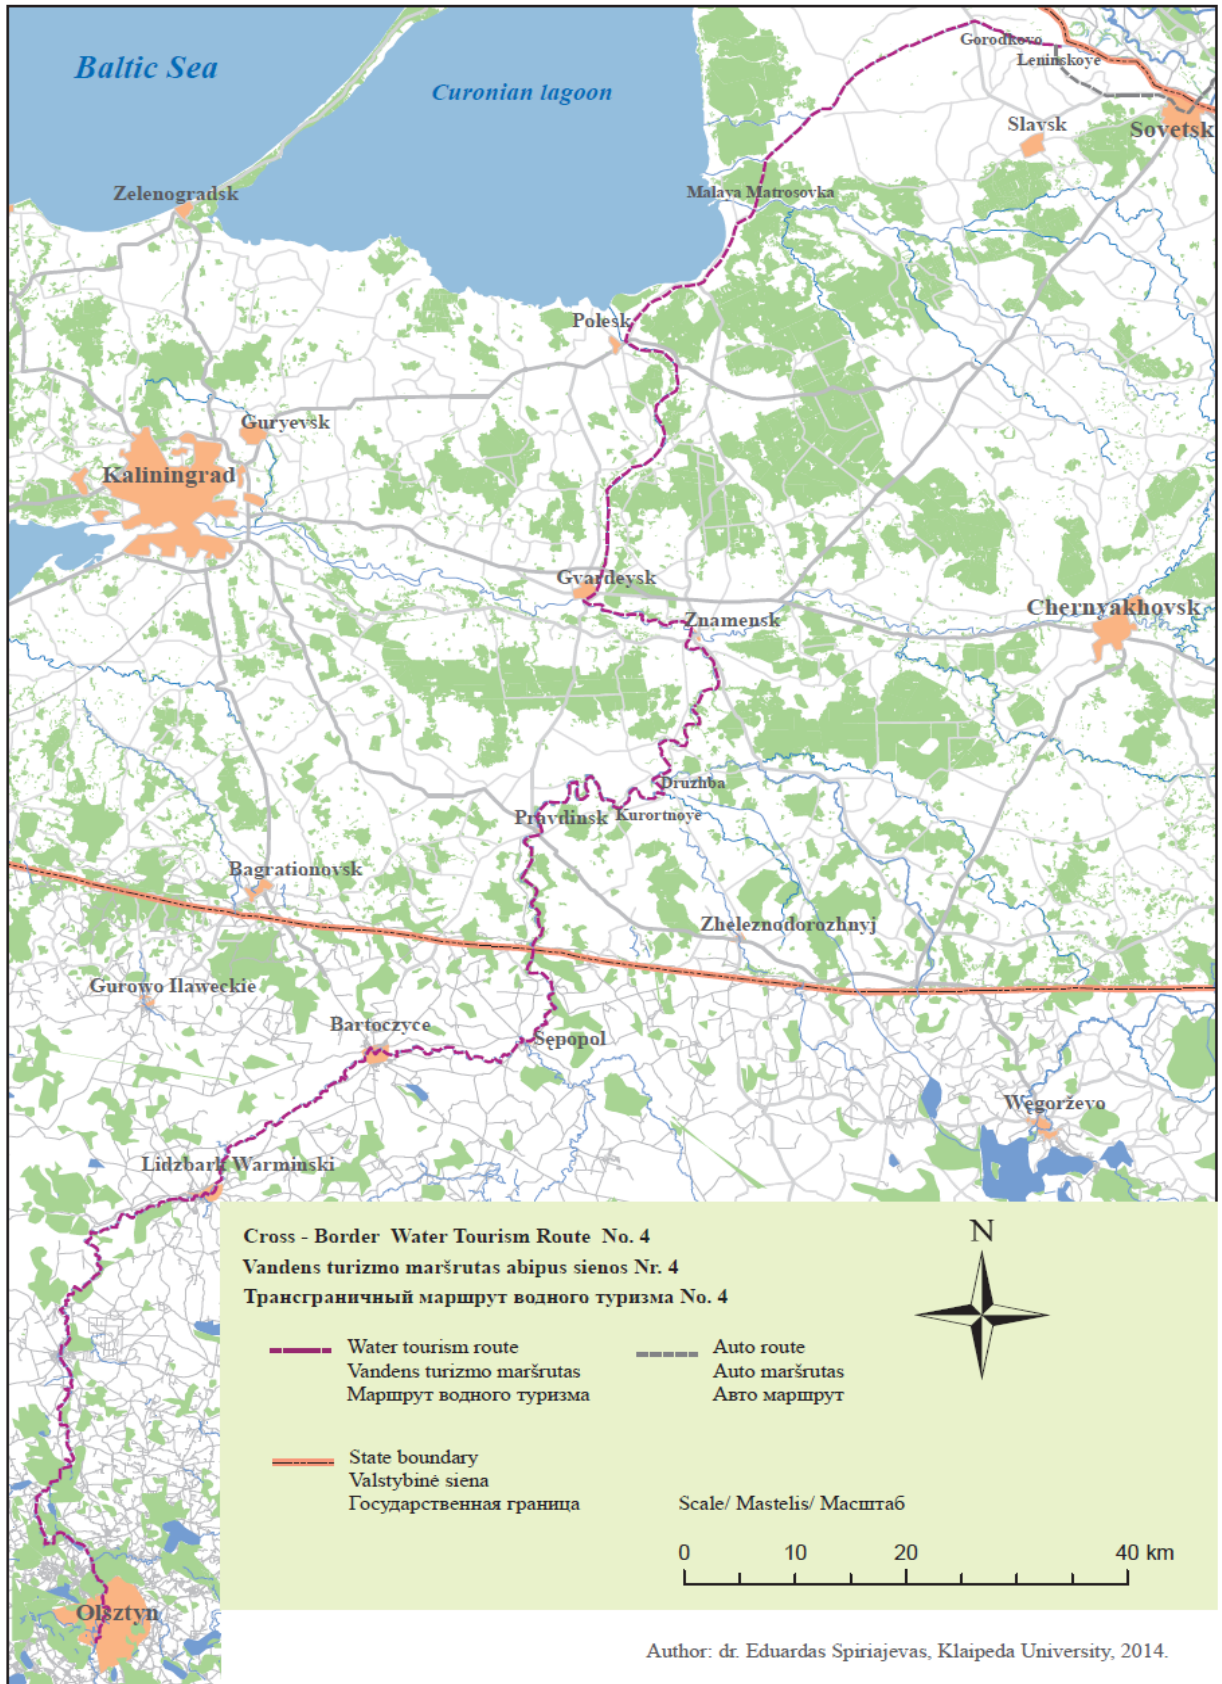 Baltic Sea
Curonian lagoon
Gorodkovo
Leninskoye
Slavsk
Sovetsk
Zelenogradsk
Malaya Matrosovka
Polesk
Guryevsk
Kaliningrad
Gvardeysk
Znamensk
Chernyakhovsk
Druzhba
Pravdinsk
Kurortnoye
Bagrationovsk
Zheleznodorozhnyj
Gurowo Ilaweckie
Bartoczyce
Sępopol
Węgorževo
Lidzbark Warminski
Cross - Border Water Tourism Route No. 4
Vandens turizmo maršrutas abipus sienos Nr. 4
Трансграничный маршрут водного туризма No. 4
N
Water tourism route
Vandens turizmo maršrutas
Маршрут водного туризма
Auto route
Auto maršrutas
Авто маршрут
State boundary
Valstybinė siena
Государственная граница
Scale/ Mastelis/ Масштаб
0 10 20 40 km
Olsztyn
Author: dr. Eduardas Spiriajevas, Klaipeda University, 2014.